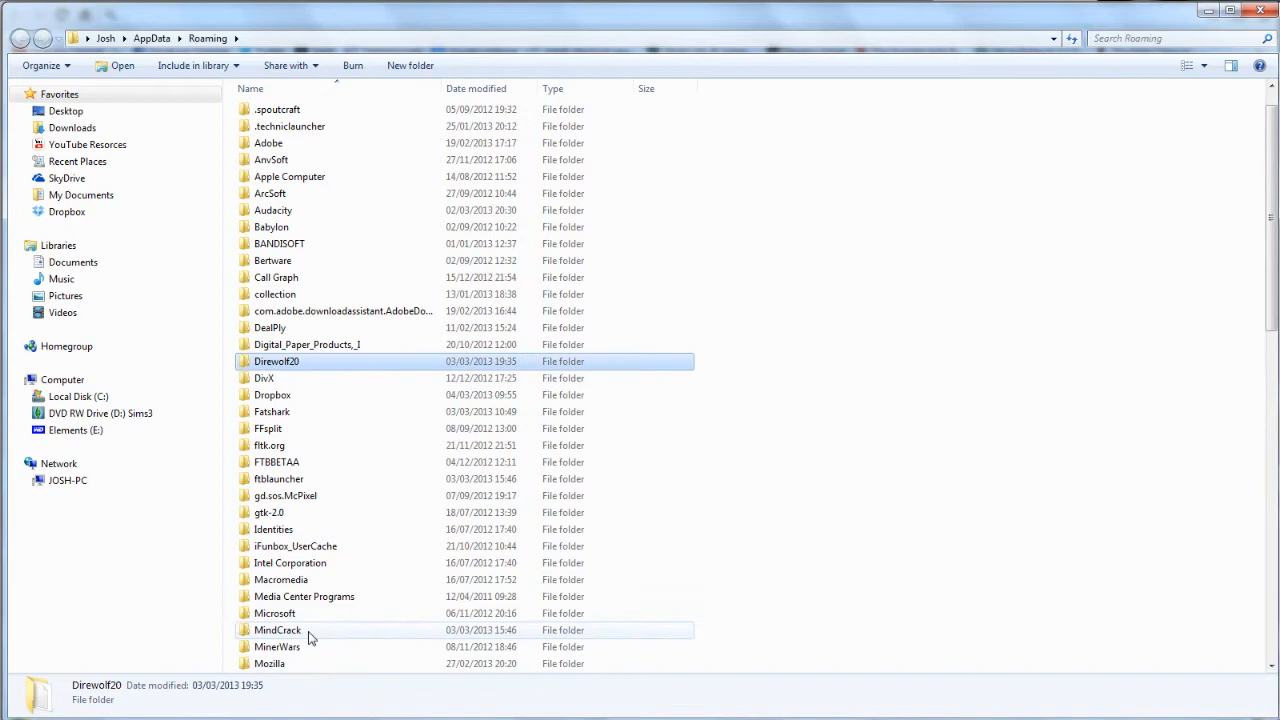 Josh AppData Roaming Search Roaming
Organize Open Include in library Share with Burn New folder
Name Date modified Type Size
Favorites
Desktop
Downloads
YouTube Resorces
Recent Places
SkyDrive
My Documents
Dropbox
Libraries
Documents
Music
Pictures
Videos
Homegroup
Computer
Local Disk (C:)
DVD RW Drive (D:) Sims3
Elements (E:)
Network
JOSH-PC
.spoutcraft 05/09/2012 19:32 File folder
.techniclauncher 25/01/2013 20:12 File folder
Adobe 19/02/2013 17:17 File folder
AnvSoft 27/11/2012 17:06 File folder
Apple Computer 14/08/2012 11:52 File folder
ArcSoft 27/09/2012 10:44 File folder
Audacity 02/03/2013 20:30 File folder
Babylon 02/09/2012 10:22 File folder
BANDISOFT 01/01/2013 12:37 File folder
Bertware 02/09/2012 12:32 File folder
Call Graph 15/12/2012 21:54 File folder
collection 13/01/2013 18:38 File folder
com.adobe.downloadassistant.AdobeDo... 19/02/2013 16:44 File folder
DealPly 11/02/2013 15:24 File folder
Digital_Paper_Products,_I 20/10/2012 12:00 File folder
Direwolf20 03/03/2013 19:35 File folder
DivX 12/12/2012 17:25 File folder
Dropbox 04/03/2013 09:55 File folder
Fatshark 03/03/2013 10:49 File folder
FFsplit 08/09/2012 13:00 File folder
fltk.org 21/11/2012 21:51 File folder
FTBBETAA 04/12/2012 12:11 File folder
ftblauncher 03/03/2013 15:46 File folder
gd.sos.McPixel 07/09/2012 19:17 File folder
gtk-2.0 18/07/2012 13:39 File folder
Identities 16/07/2012 17:40 File folder
iFunbox_UserCache 21/10/2012 10:44 File folder
Intel Corporation 16/07/2012 17:40 File folder
Macromedia 16/07/2012 17:52 File folder
Media Center Programs 12/04/2011 09:28 File folder
Microsoft 06/11/2012 20:16 File folder
MindCrack 03/03/2013 15:46 File folder
MinerWars 08/11/2012 18:46 File folder
Mozilla 27/02/2013 20:20 File folder
Direwolf20 Date modified: 03/03/2013 19:35
File folder